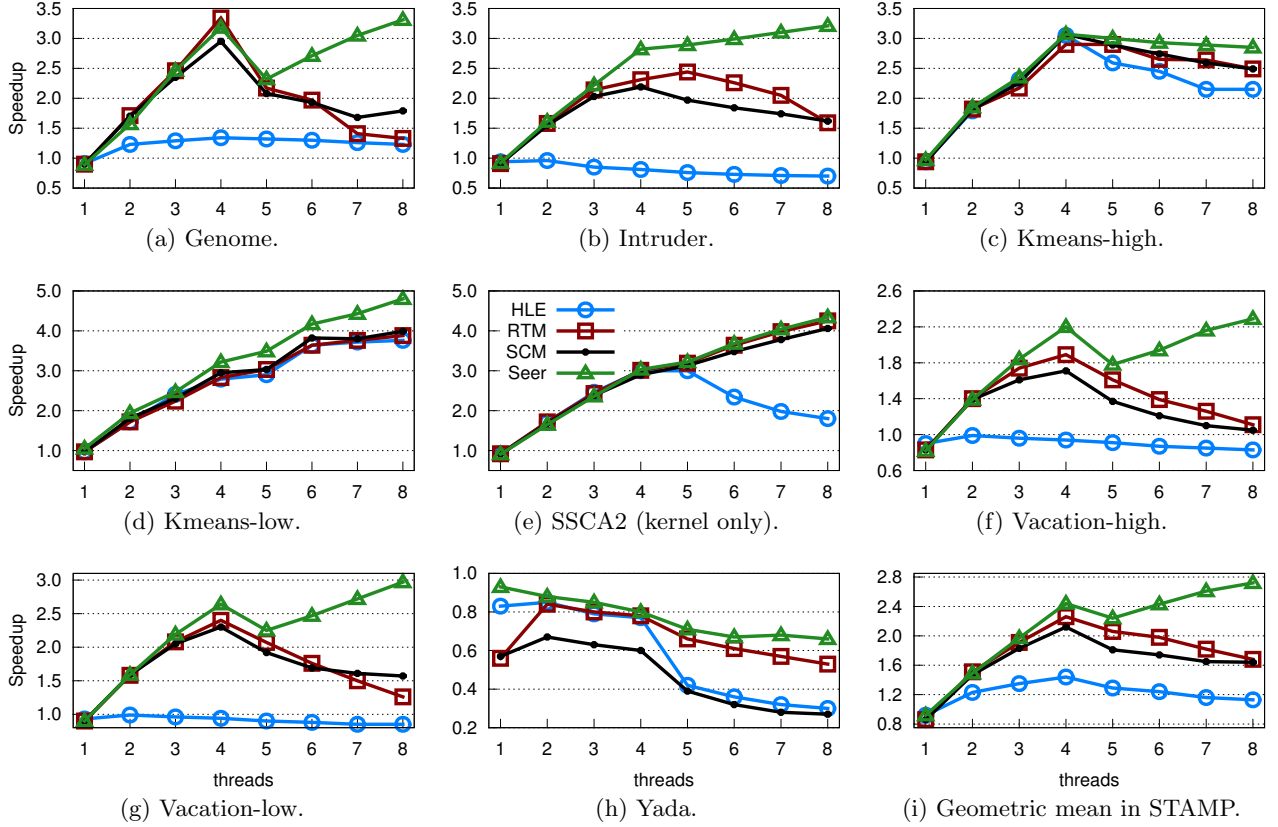 Speedup
3.5
3.0
2.5
2.0
1.5
1.0
0.5
1 2 3 4 5 6 7 8
(a) Genome.
3.5
3.0
2.5
2.0
1.5
1.0
0.5
1 2 3 4 5 6 7 8
(b) Intruder.
3.5
3.0
2.5
2.0
1.5
1.0
0.5
1 2 3 4 5 6 7 8
(c) Kmeans-high.
Speedup
5.0
4.0
3.0
2.0
1.0
1 2 3 4 5 6 7 8
(d) Kmeans-low.
5.0
4.0
3.0
2.0
1.0
HLE
RTM
SCM
Seer
1 2 3 4 5 6 7 8
(e) SSCA2 (kernel only).
2.6
2.2
1.8
1.4
1.0
0.6
1 2 3 4 5 6 7 8
(f) Vacation-high.
Speedup
3.0
2.5
2.0
1.5
1.0
1 2 3 4 5 6 7 8
threads
(g) Vacation-low.
1.0
0.8
0.6
0.4
0.2
1 2 3 4 5 6 7 8
threads
(h) Yada.
2.8
2.4
2.0
1.6
1.2
0.8
1 2 3 4 5 6 7 8
threads
(i) Geometric mean in STAMP.